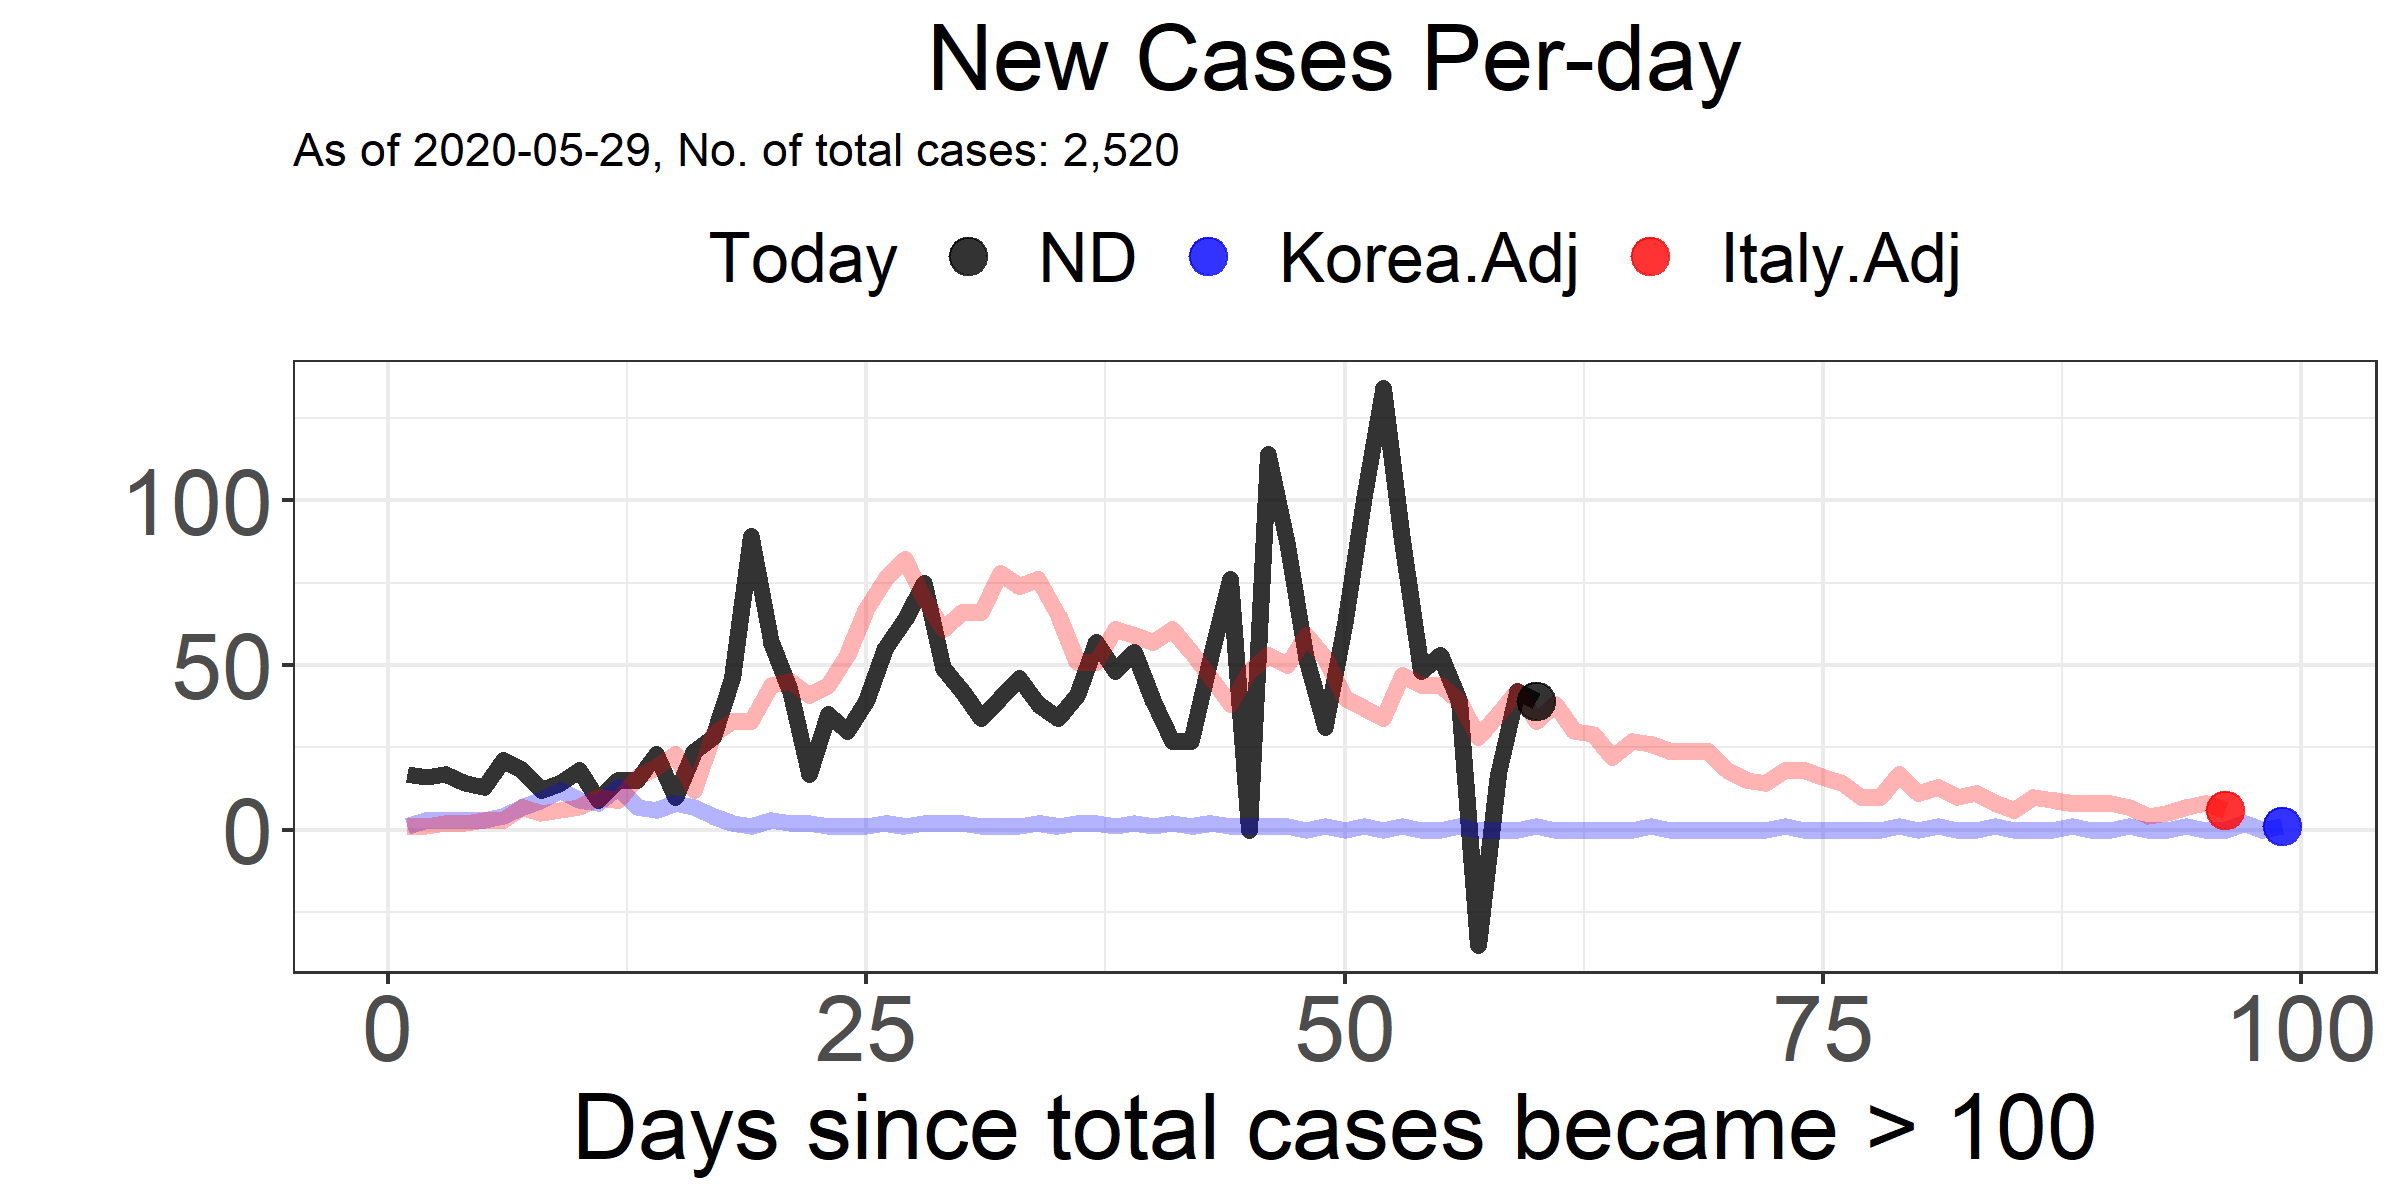 New Cases Per-day
As of 2020-05-29, No. of total cases: 2,520
Today ND Korea.Adj Italy.Adj
100
50
0
0 25 50 75 100
Days since total cases became > 100